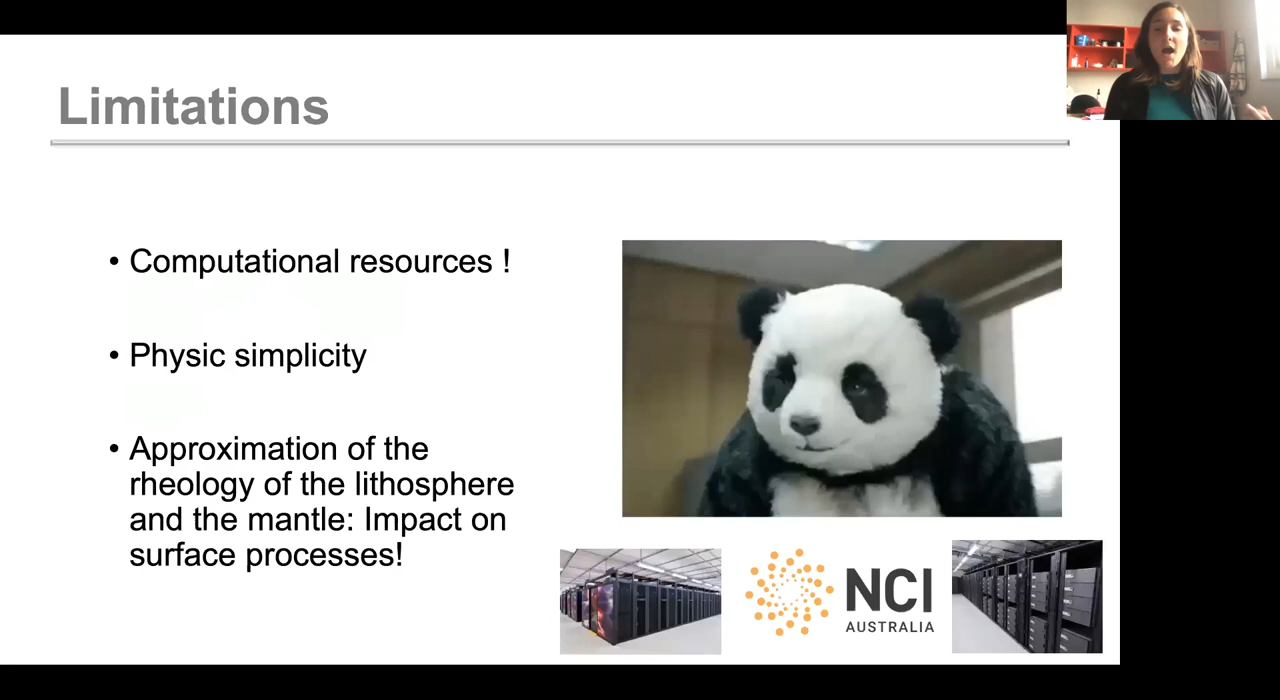 Limitations
• Computational resources !
• Physic simplicity
• Approximation of the
rheology of the lithosphere
and the mantle: Impact on
surface processes!
NCI
AUSTRALIA